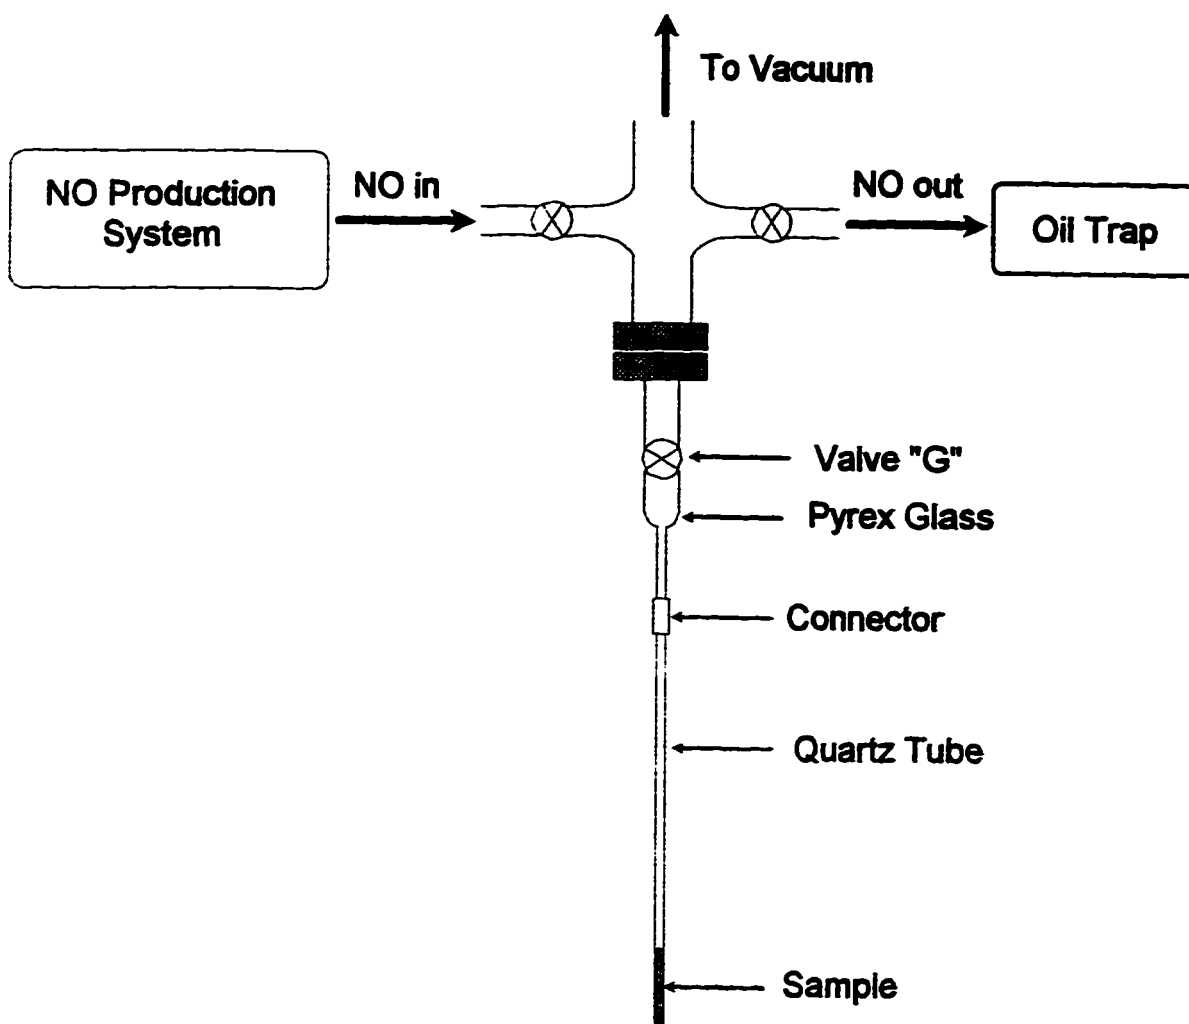 To Vacuum
NO Production
System
NO in
NO out
Oil Trap
Valve "G"
Pyrex Glass
Connector
Quartz Tube
Sample